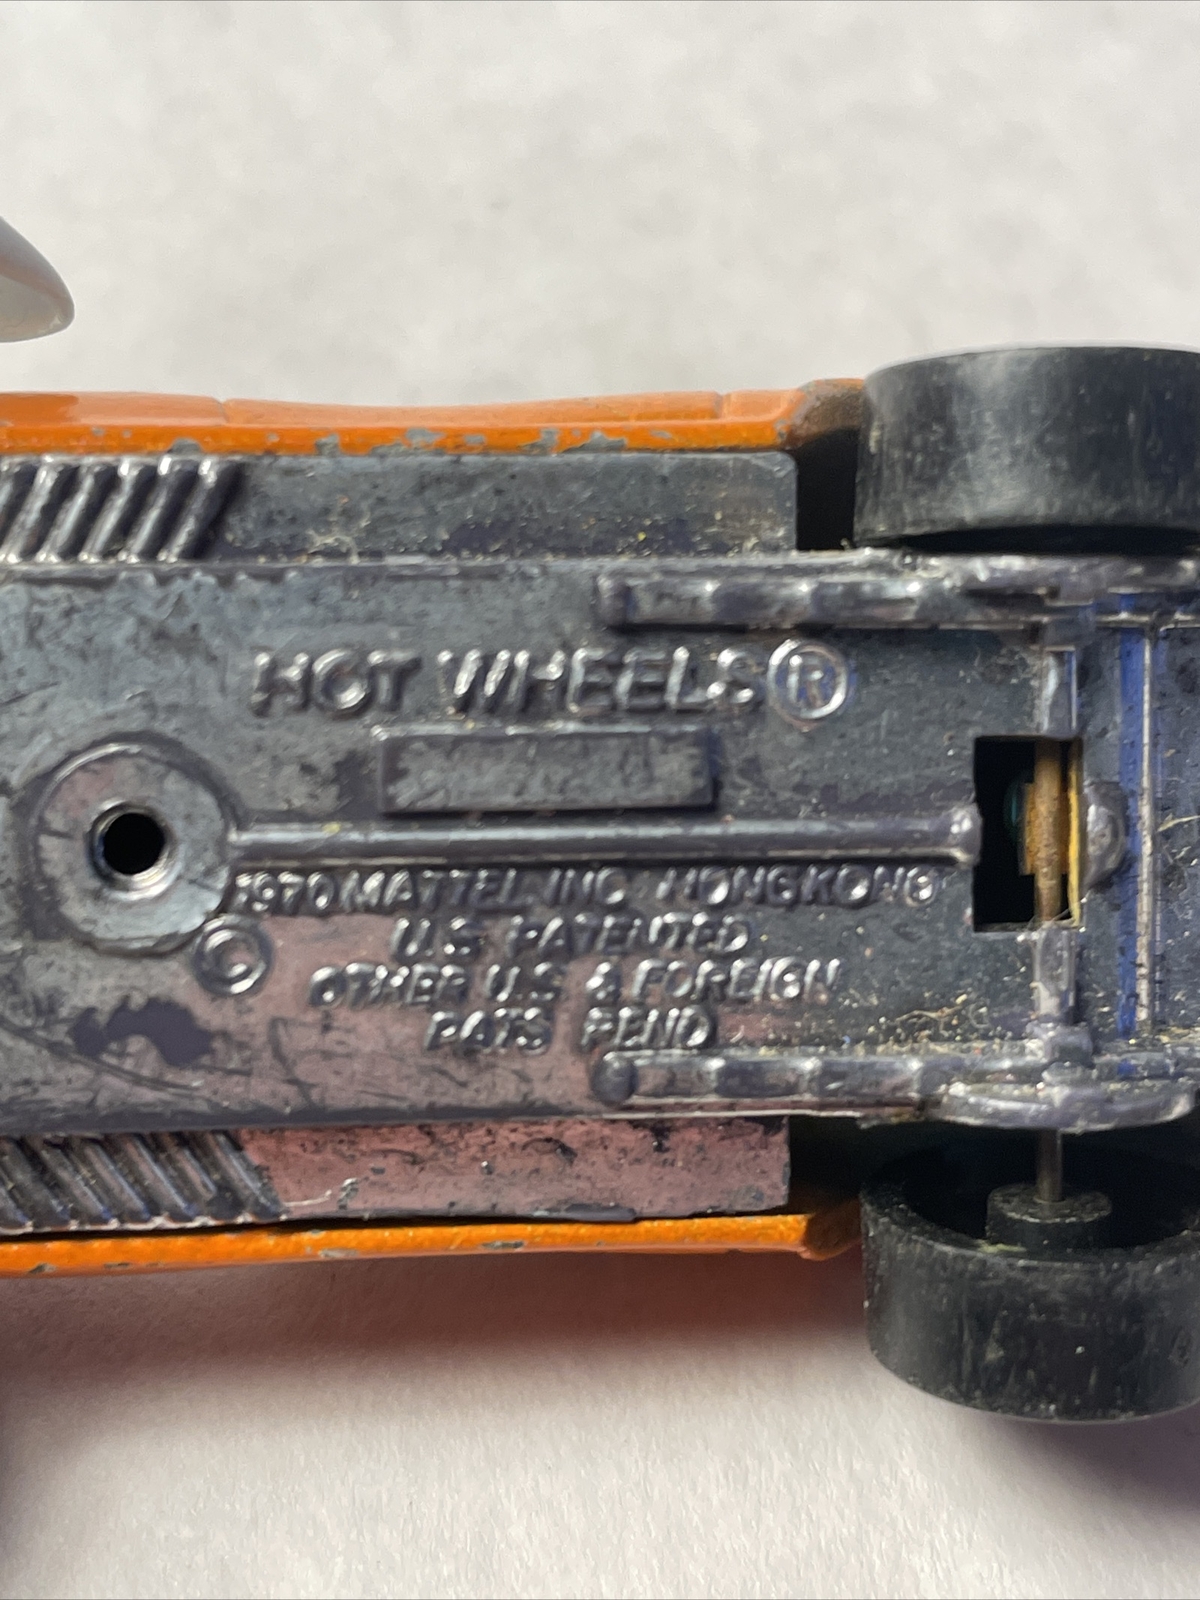 HOT WHEELS®
© 1970 MATTEL, INC HONG KONG
U.S. PATENTED
OTHER U.S & FOREIGN
PATS PEND